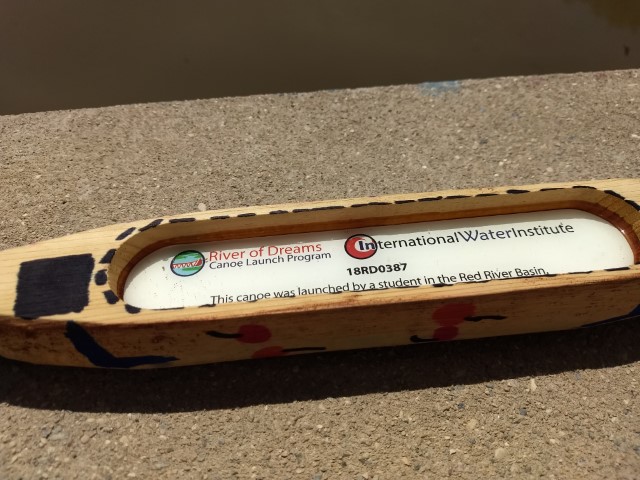 River of Dreams
Canoe Launch Program
International Water Institute
18RD0387
This canoe was launched by a student in the Red River Basin.